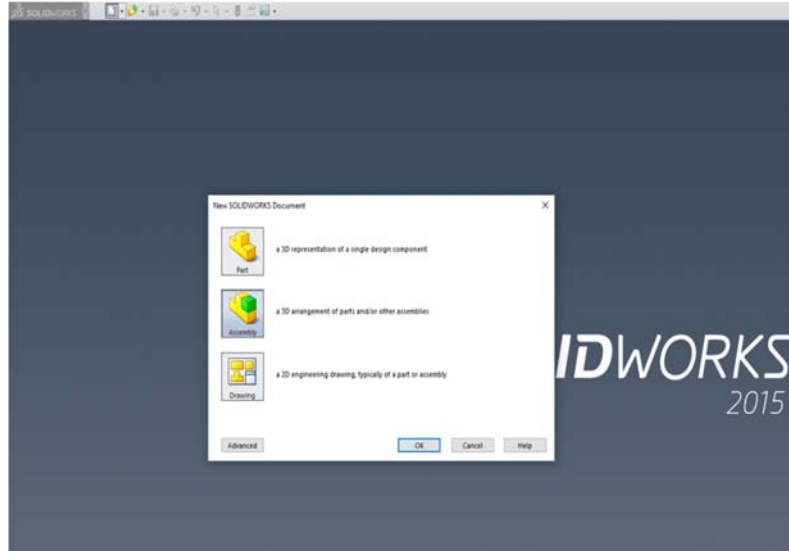 SOLIDWORKS
New SOLIDWORKS Document
X
Part
a 3D representation of a single design component
Assembly
a 3D arrangement of parts and/or other assemblies
Drawing
a 2D engineering drawing, typically of a part or assembly
Advanced
OK
Cancel
Help
IDWORKS
2015